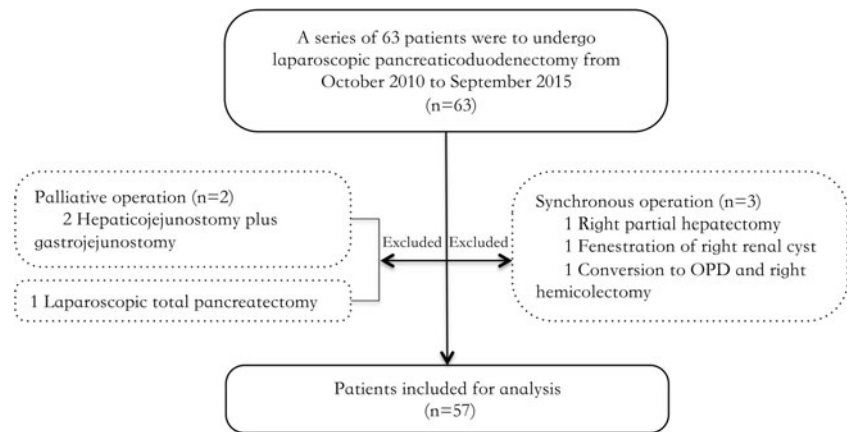 A series of 63 patients were to undergo
laparoscopic pancreaticoduodenectomy from
October 2010 to September 2015
(n=63)
Palliative operation (n=2)
2 Hepaticojejunostomy plus
gastrojejunostomy
1 Laparoscopic total pancreatectomy
Excluded
Excluded
Synchronous operation (n=3)
1 Right partial hepatectomy
1 Fenestration of right renal cyst
1 Conversion to OPD and right
hemicolectomy
Patients included for analysis
(n=57)